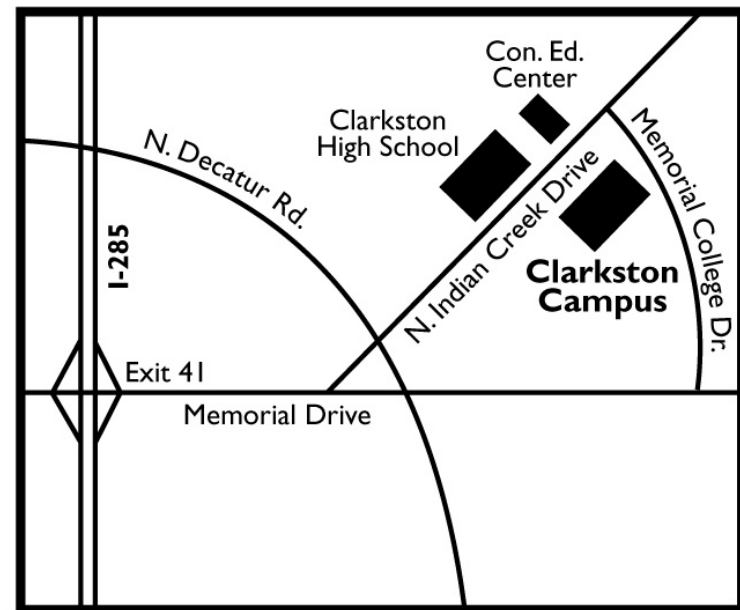 Con. Ed.
Center
Clarkston
High School
N. Decatur Rd.
Memorial College Dr.
N. Indian Creek Drive
I-285
Clarkston
Campus
Exit 41
Memorial Drive